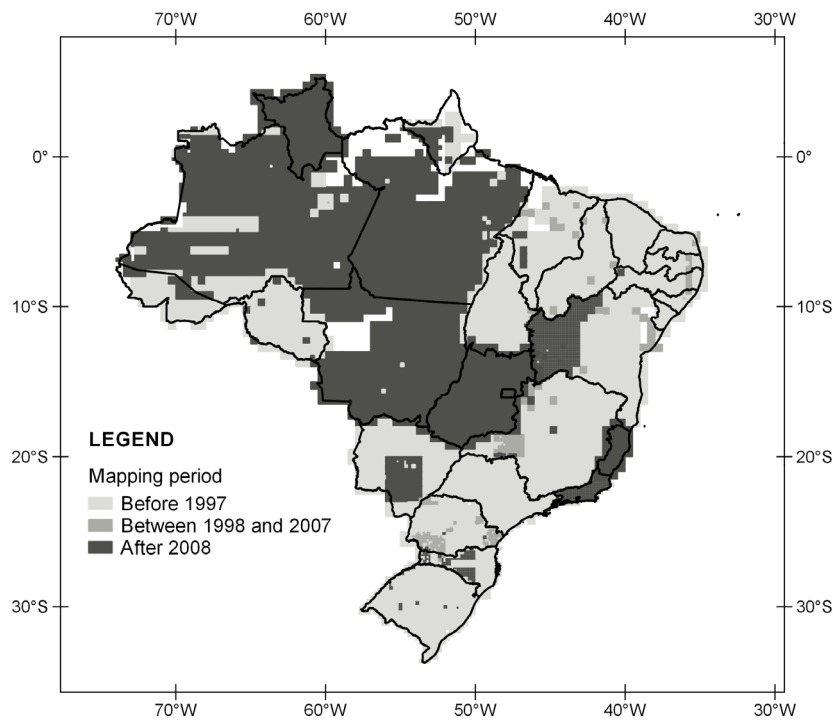 70°W 60°W 50°W 40°W 30°W
0° 0°
10°S 10°S
20°S 20°S
30°S 30°S
LEGEND
Mapping period
Before 1997
Between 1998 and 2007
After 2008
70°W 60°W 50°W 40°W 30°W